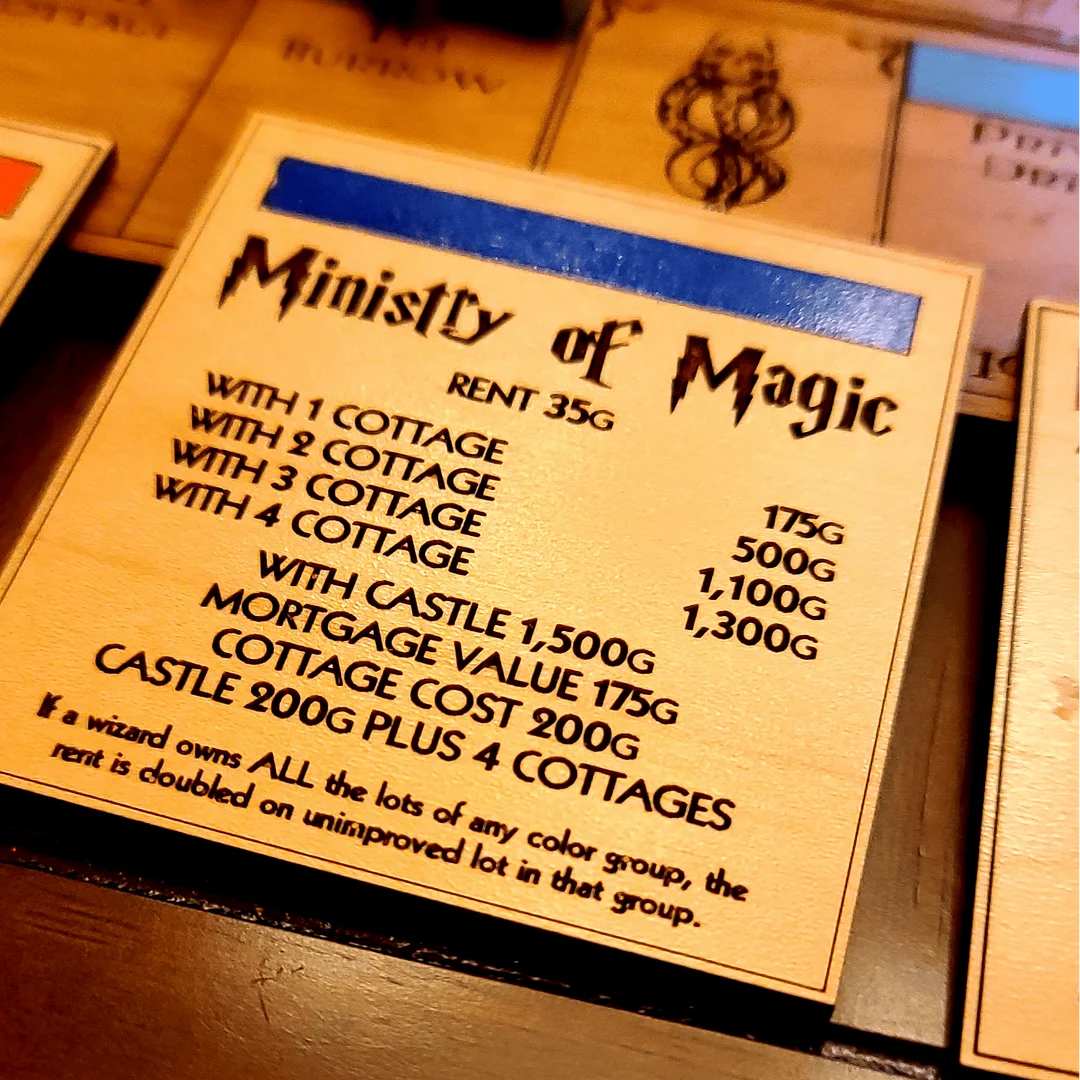 BURROW
Ministry of Magic
RENT 35G
WITH 1 COTTAGE 175G
WITH 2 COTTAGE 500G
WITH 3 COTTAGE 1,100G
WITH 4 COTTAGE 1,300G
WITH CASTLE 1,500G
MORTGAGE VALUE 175G
COTTAGE COST 200G
CASTLE 200G PLUS 4 COTTAGES
If a wizard owns ALL the lots of any color group, the
rent is doubled on unimproved lot in that group.